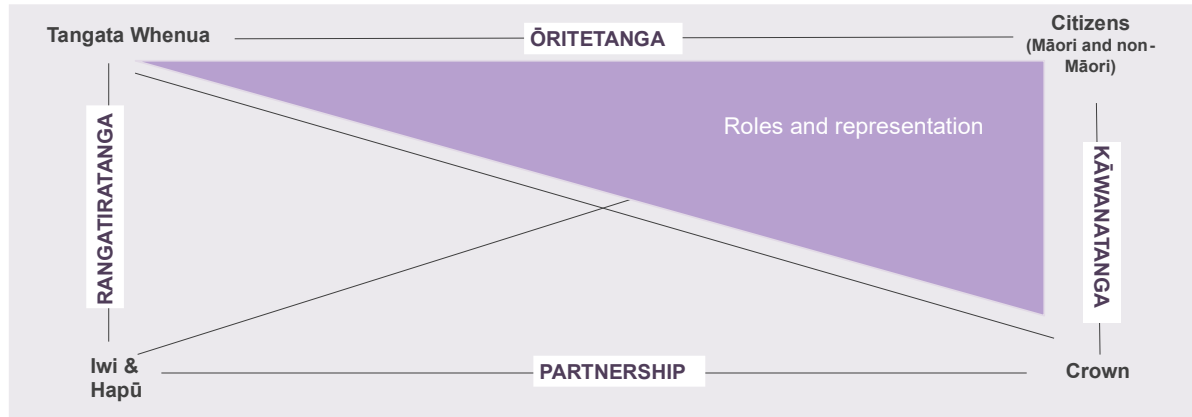 Tangata Whenua
ŌRITETANGA
Citizens
(Māori and non-
Māori)
Roles and representation
RANGATIRATANGA
KĀWANATANGA
Iwi &
Hapū
PARTNERSHIP
Crown